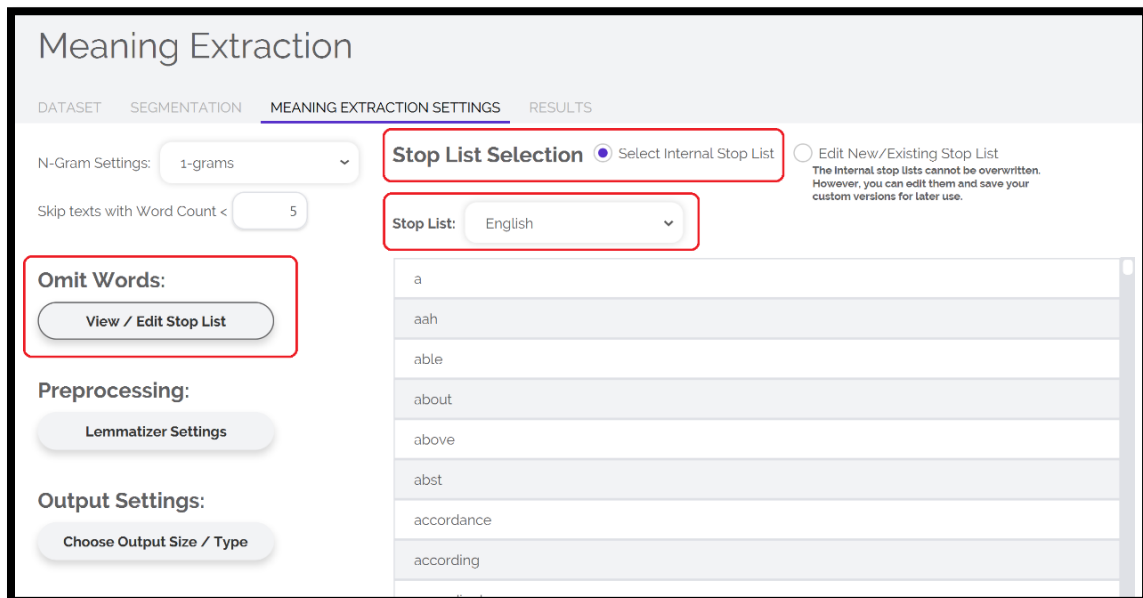 Meaning Extraction
DATASET SEGMENTATION MEANING EXTRACTION SETTINGS RESULTS
N-Gram Settings: 1-grams
Skip texts with Word Count < 5
Omit Words:
View / Edit Stop List
Preprocessing:
Lemmatizer Settings
Output Settings:
Choose Output Size / Type
Stop List Selection Select Internal Stop List Edit New/Existing Stop List
The Internal stop lists cannot be overwritten.
However, you can edit them and save your
custom versions for later use.
Stop List: English
a
aah
able
about
above
abst
accordance
according